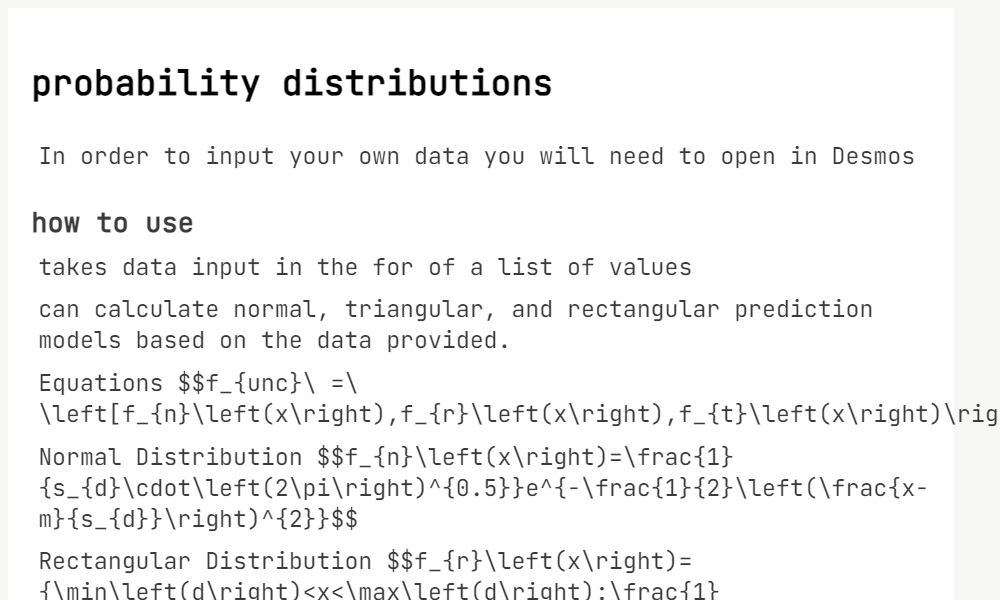 probability distributions
In order to input your own data you will need to open in Desmos
how to use
takes data input in the for of a list of values
can calculate normal, triangular, and rectangular prediction
models based on the data provided.
Equations $$f_{unc}\ =\
\left[f_{n}\left(x\right),f_{r}\left(x\right),f_{t}\left(x\right)\rig
Normal Distribution $$f_{n}\left(x\right)=\frac{1}
{s_{d}\cdot\left(2\pi\right)^{0.5}}e^{-\frac{1}{2}\left(\frac{x-
m}{s_{d}}\right)^{2}}$$
Rectangular Distribution $$f_{r}\left(x\right)=
{\min\left(d\right)<x<\max\left(d\right):\frac{1}